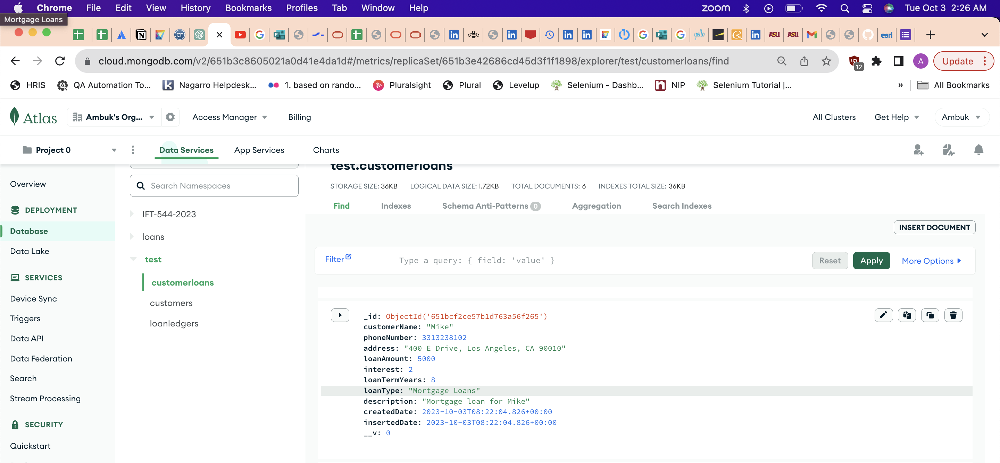 Chrome File Edit View History Bookmarks Profiles Tab Window Help zoom Tue Oct 3 2:26 AM
Mortgage Loans
cloud.mongodb.com/v2/651b3c8605021a0d41e4da1d#/metrics/replicaSet/651b3e42686cd45d3f1f1898/explorer/test/customerloans/find 12 A Update
HRIS QA Automation To... Nagarro Helpdesk... 1. based on rando... Pluralsight Plural Levelup Selenium - Dashb... NIP Selenium Tutorial |... » All Bookmarks
Atlas Ambuk's Org... Access Manager Billing All Clusters Get Help Ambuk
Project 0 Data Services App Services Charts
test.customerloans
Overview
Search Namespaces
STORAGE SIZE: 36KB LOGICAL DATA SIZE: 1.72KB TOTAL DOCUMENTS: 6 INDEXES TOTAL SIZE: 36KB
Find Indexes Schema Anti-Patterns 0 Aggregation Search Indexes
DEPLOYMENT
IFT-544-2023
Database
INSERT DOCUMENT
loans
Data Lake
test
Filter Type a query: { field: 'value' } Reset Apply More Options
SERVICES
customerloans
Device Sync
customers
Triggers
loanledgers
Data API
Data Federation
Search
Stream Processing
SECURITY
Quickstart
_id: ObjectId('651bcf2ce57b1d763a56f265')
customerName: "Mike"
phoneNumber: 3313238102
address: "400 E Drive, Los Angeles, CA 90010"
loanAmount: 5000
interest: 2
loanTermYears: 8
loanType: "Mortgage Loans"
description: "Mortgage loan for Mike"
createdDate: 2023-10-03T08:22:04.826+00:00
insertedDate: 2023-10-03T08:22:04.826+00:00
__v: 0